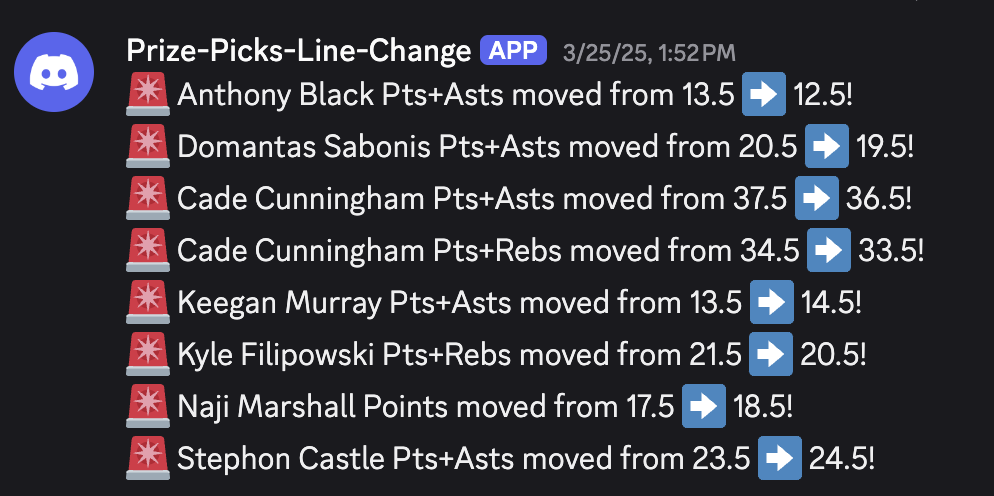 Prize-Picks-Line-Change APP 3/25/25, 1:52 PM
🚨 Anthony Black Pts+Asts moved from 13.5 ➡️ 12.5!
🚨 Domantas Sabonis Pts+Asts moved from 20.5 ➡️ 19.5!
🚨 Cade Cunningham Pts+Asts moved from 37.5 ➡️ 36.5!
🚨 Cade Cunningham Pts+Rebs moved from 34.5 ➡️ 33.5!
🚨 Keegan Murray Pts+Asts moved from 13.5 ➡️ 14.5!
🚨 Kyle Filipowski Pts+Rebs moved from 21.5 ➡️ 20.5!
🚨 Naji Marshall Points moved from 17.5 ➡️ 18.5!
🚨 Stephon Castle Pts+Asts moved from 23.5 ➡️ 24.5!